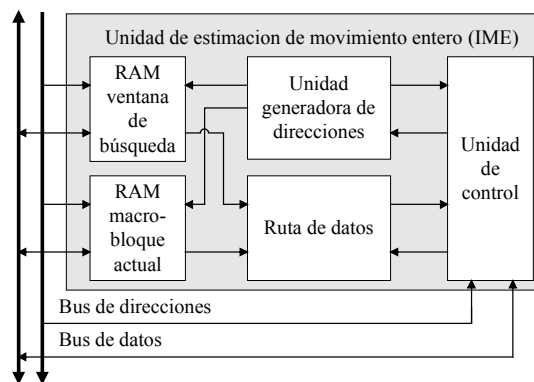 Unidad de estimacion de movimiento entero (IME)
RAM
ventana
de
búsqueda
Unidad
generadora de
direcciones
Unidad
de
control
RAM
macro-
bloque
actual
Ruta de datos
Bus de direcciones
Bus de datos